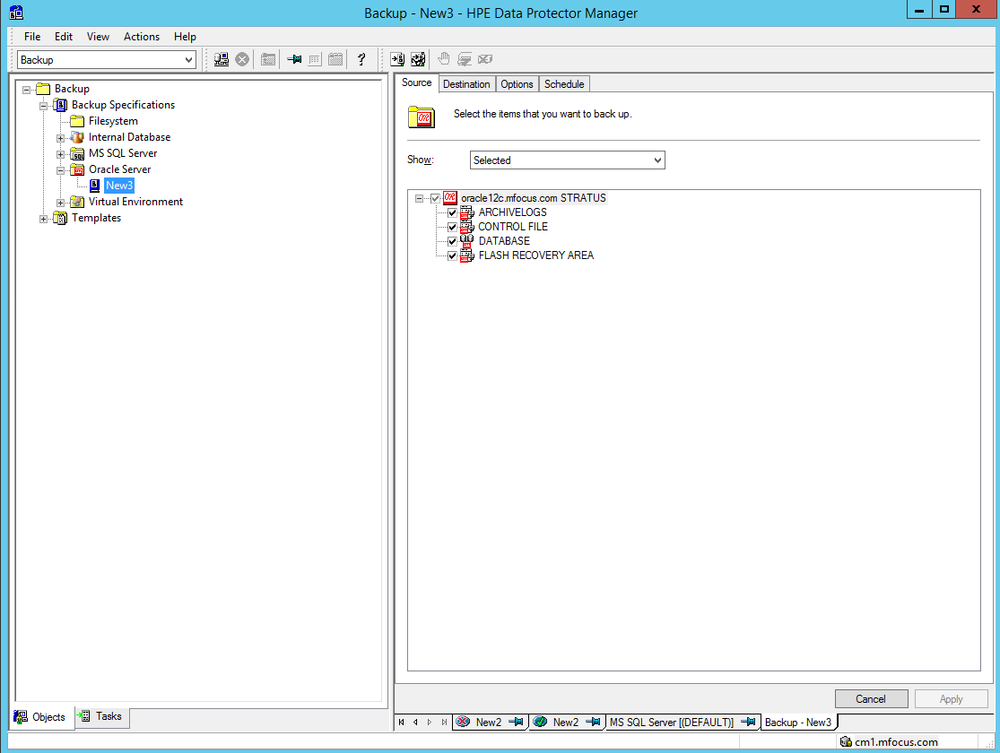 Backup - New3 - HPE Data Protector Manager
File Edit View Actions Help
Backup
?
Backup
Backup Specifications
Filesystem
Internal Database
MS SQL Server
Oracle Server
New3
Virtual Environment
Templates
Objects Tasks
Source Destination Options Schedule
Select the items that you want to back up.
Show: Selected
oracle12c.mfocus.com STRATUS
ARCHIVELOGS
CONTROL FILE
DATABASE
FLASH RECOVERY AREA
Cancel Apply
New2 New2 MS SQL Server [(DEFAULT)] Backup - New3
cm1.mfocus.com